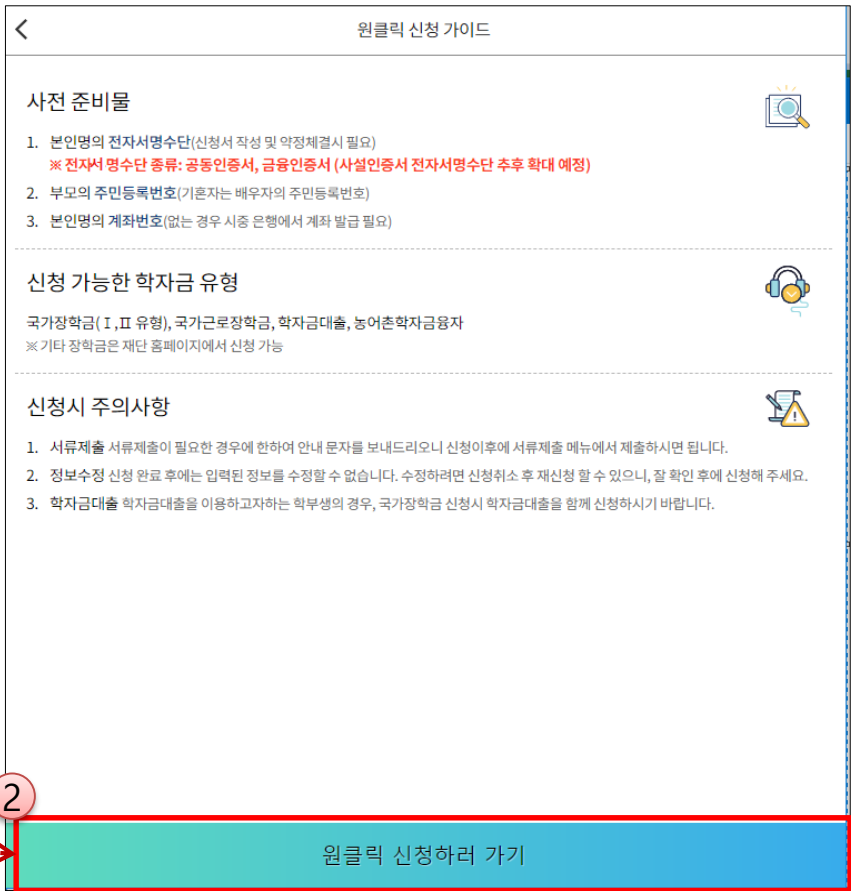 원클릭 신청 가이드
사전 준비물
1. 본인명의 전자서명수단(신청서 작성 및 약정체결시 필요)
※ 전자서 명수단 종류: 공동인증서, 금융인증서 (사설인증서 전자서명수단 추후 확대 예정)
2. 부모의 주민등록번호(기혼자는 배우자의 주민등록번호)
3. 본인명의 계좌번호(없는 경우 시중 은행에서 계좌 발급 필요)
신청 가능한 학자금 유형
국가장학금(Ⅰ,Ⅱ 유형), 국가근로장학금, 학자금대출, 농어촌학자금융자
※ 기타 장학금은 재단 홈페이지에서 신청 가능
신청시 주의사항
1. 서류제출 서류제출이 필요한 경우에 한하여 안내 문자를 보내드리오니 신청이후에 서류제출 메뉴에서 제출하시면 됩니다.
2. 정보수정 신청 완료 후에는 입력된 정보를 수정할 수 없습니다. 수정하려면 신청취소 후 재신청 할 수 있으니, 잘 확인 후에 신청해 주세요.
3. 학자금대출 학자금대출을 이용하고자하는 학부생의 경우, 국가장학금 신청시 학자금대출을 함께 신청하시기 바랍니다.
2
원클릭 신청하러 가기